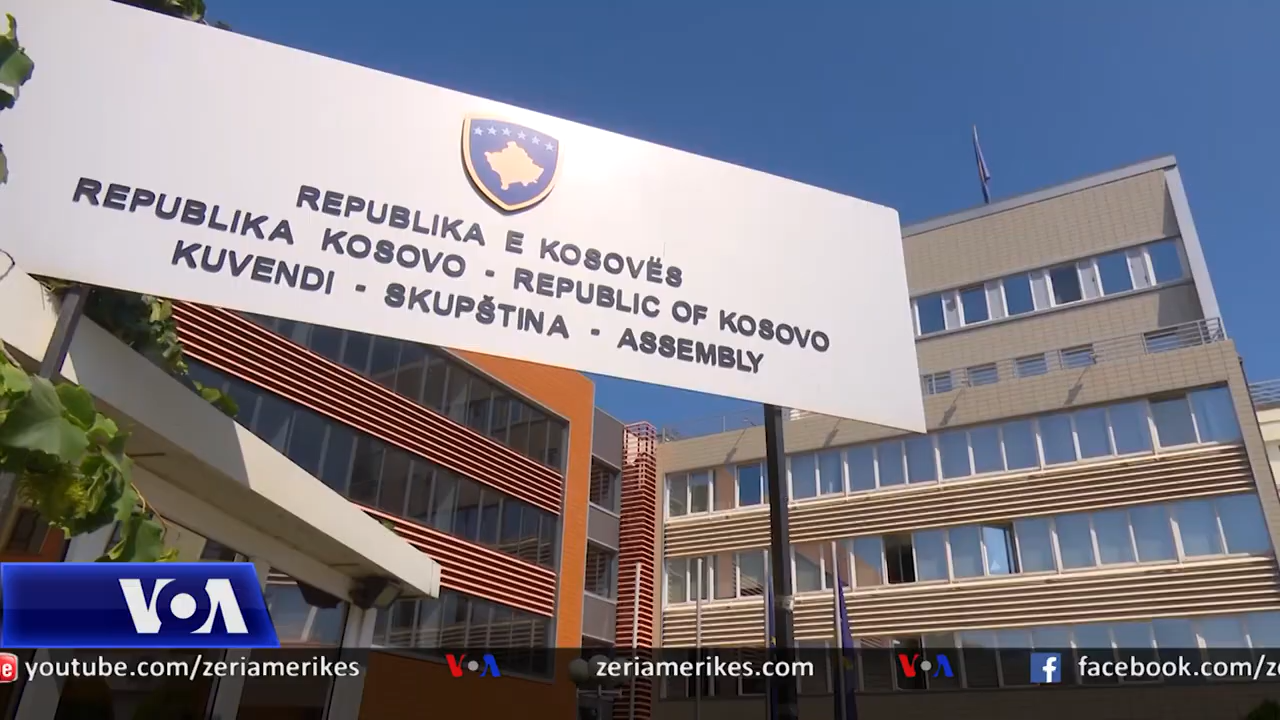 REPUBLIKA E KOSOVËS
REPUBLIKA KOSOVO - REPUBLIC OF KOSOVO
KUVENDI - SKUPŠTINA - ASSEMBLY
VOA
youtube.com/zeriamerikes VOA zeriamerikes.com VOA facebook.com/ze